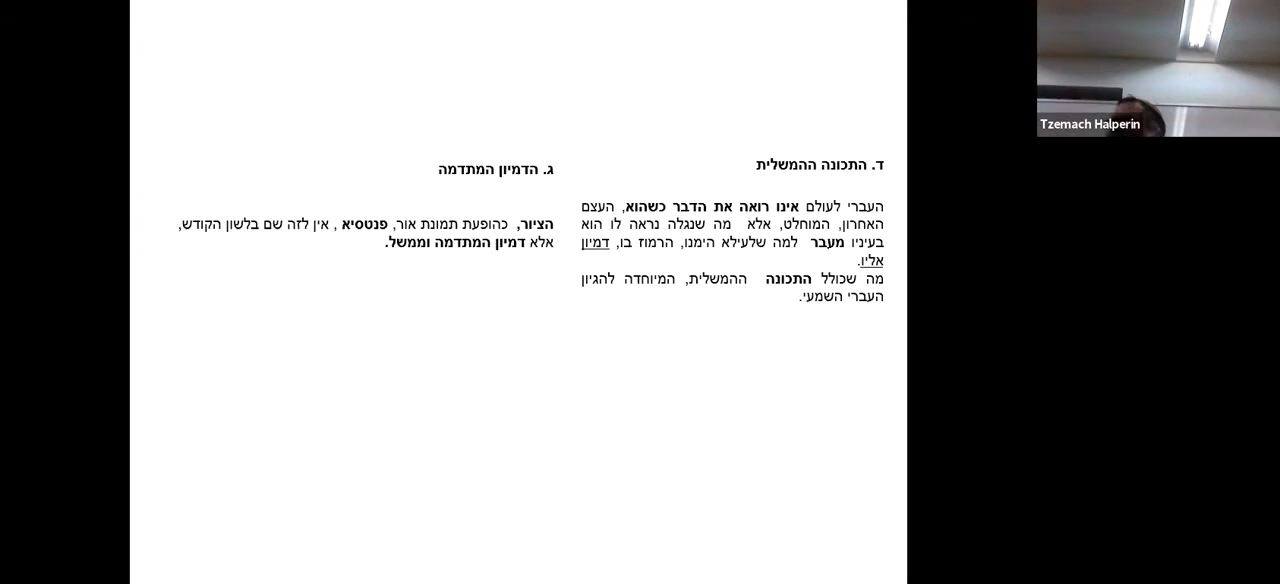 ד. התכונה ההמשלית
העברי לעולם אינו רואה את הדבר כשהוא, העצם
האחרון, המוחלט, אלא מה שנגלה נראה לו הוא
בעיניו מעבר למה שלעילא הימנו, הרמוז בו, דמיון
אליו.
מה שכולל התכונה ההמשלית, המיוחדה להגיון
העברי השמעי.
ג. הדמיון המתדמה
הציור, כהופעת תמונת אור, פנטסיא , אין לזה שם בלשון הקודש,
אלא דמיון המתדמה וממשל.
Tzemach Halperin